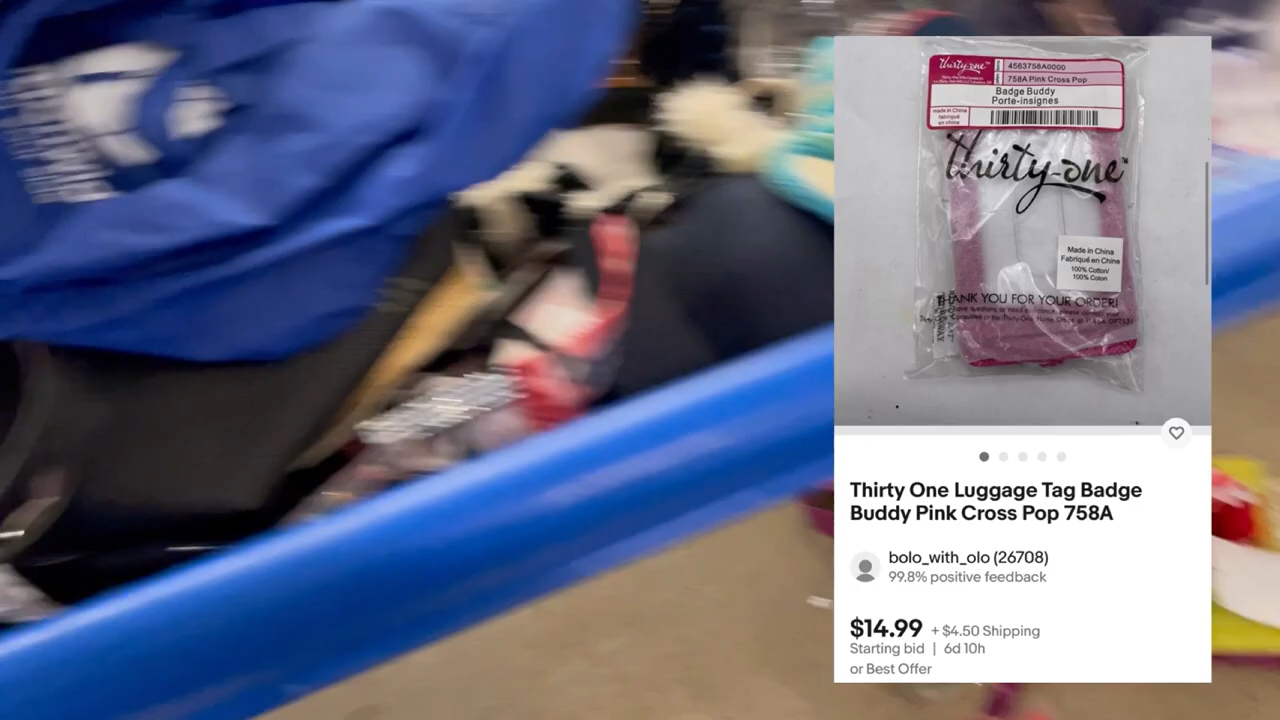 thirty-one
4563758A0000
758A Pink Cross Pop
Badge Buddy
Porte-insignes
made in China
fabriqué
en chine
thirty-one
Made in China
Fabriqué en Chine
100% Cotton/
100% Coton
THANK YOU FOR YOUR ORDER!
Thirty One Luggage Tag Badge
Buddy Pink Cross Pop 758A
bolo_with_olo (26708)
99.8% positive feedback
$14.99 + $4.50 Shipping
Starting bid | 6d 10h
or Best Offer